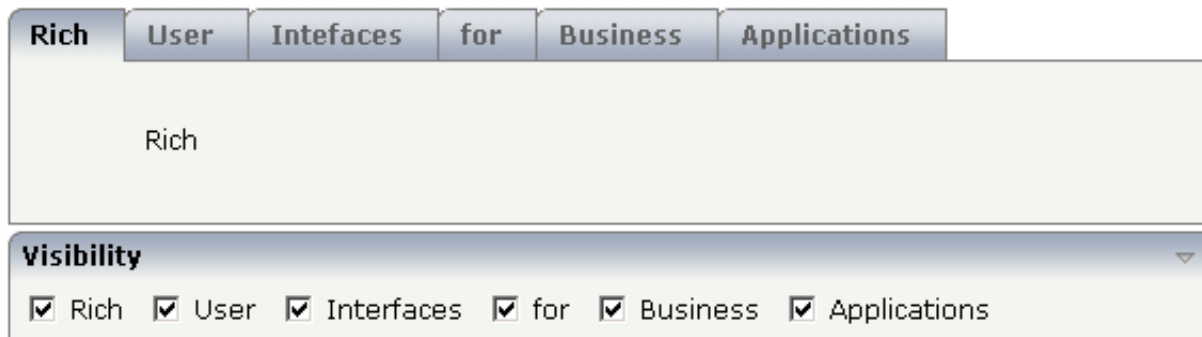 Rich User Intefaces for Business Applications
Rich
Visibility
Rich User Interfaces for Business Applications